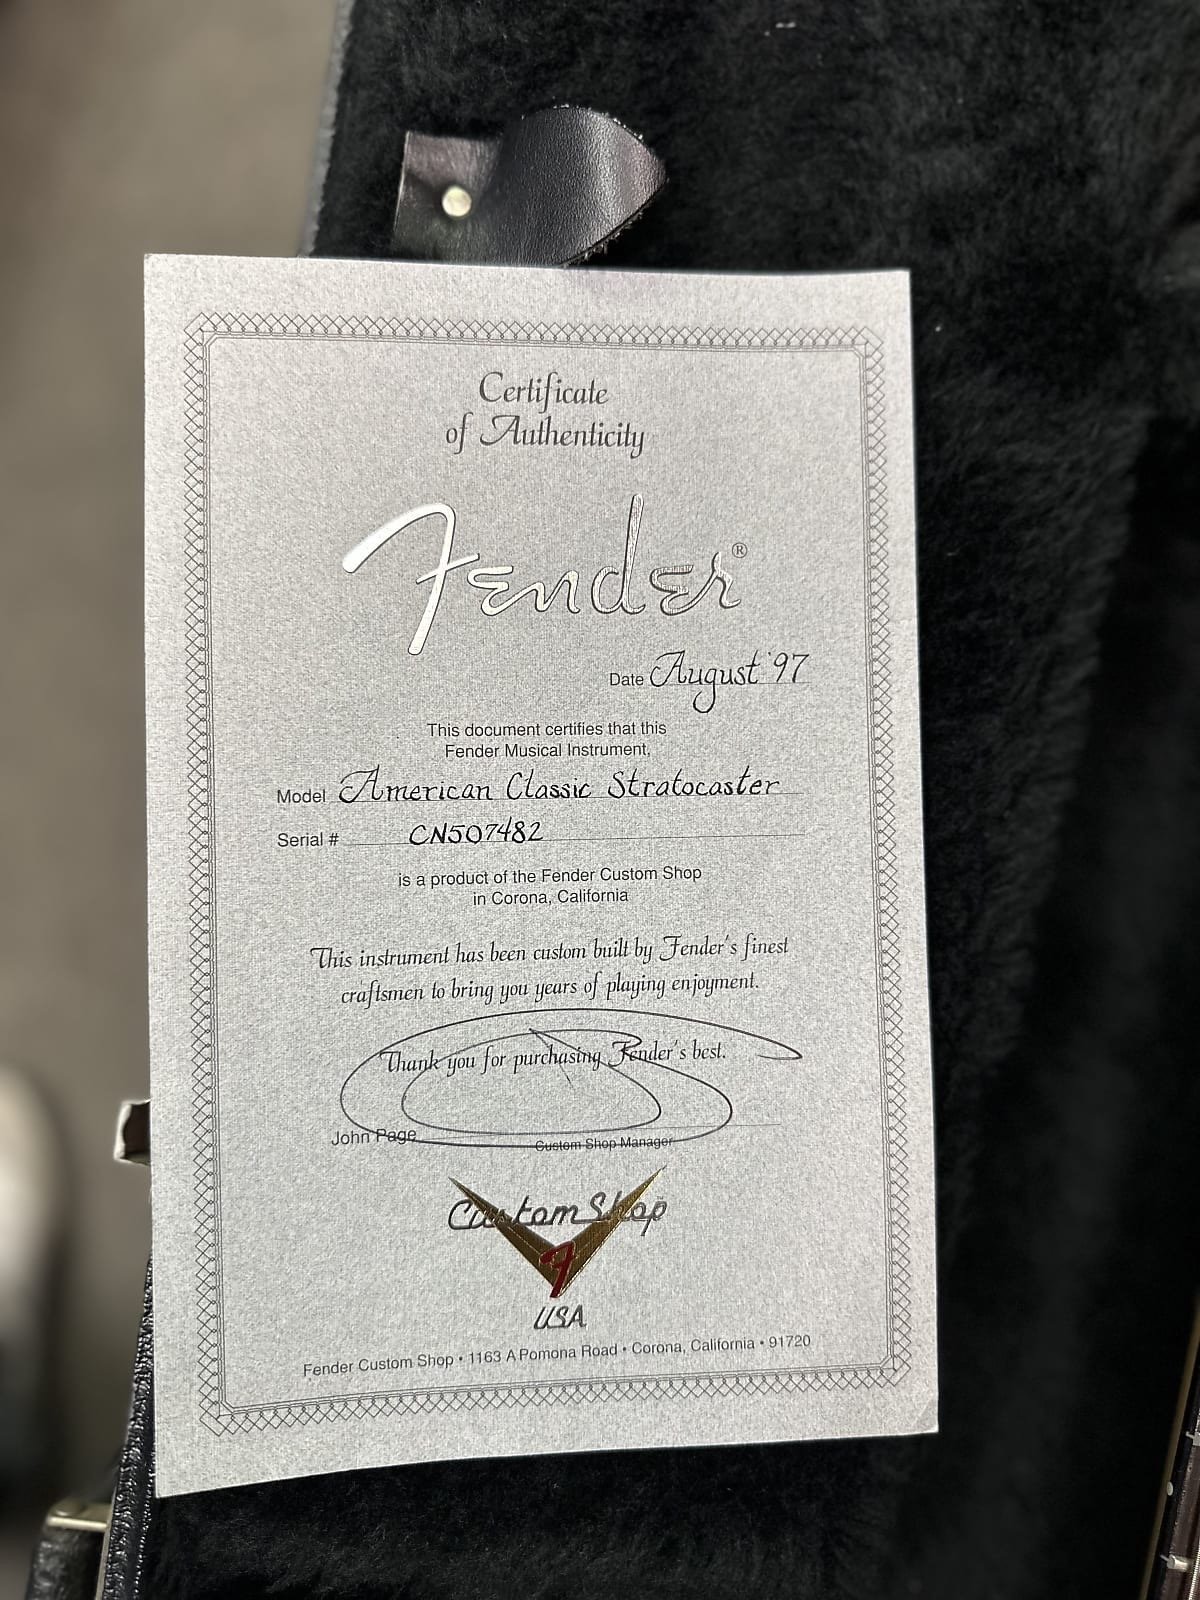 Certificate
of Authenticity
Fender®
Date August '97
This document certifies that this
Fender Musical Instrument,
Model American Classic Stratocaster
Serial # CN507482
is a product of the Fender Custom Shop
in Corona, California
This instrument has been custom built by Fender's finest
craftsmen to bring you years of playing enjoyment.
Thank you for purchasing Fender's best.
John Page Custom Shop Manager
Custom Shop
F
USA
Fender Custom Shop • 1163 A Pomona Road • Corona, California • 91720